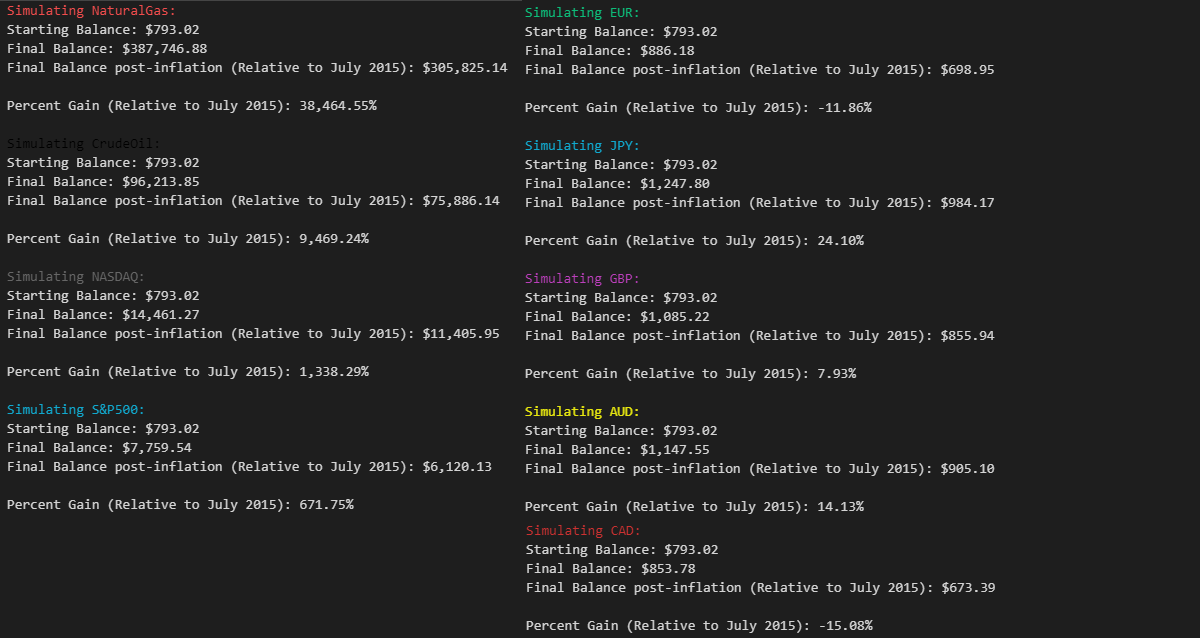 Simulating NaturalGas:
Starting Balance: $793.02
Final Balance: $387,746.88
Final Balance post-inflation (Relative to July 2015): $305,825.14
Percent Gain (Relative to July 2015): 38,464.55%
Simulating CrudeOil:
Starting Balance: $793.02
Final Balance: $96,213.85
Final Balance post-inflation (Relative to July 2015): $75,886.14
Percent Gain (Relative to July 2015): 9,469.24%
Simulating NASDAQ:
Starting Balance: $793.02
Final Balance: $14,461.27
Final Balance post-inflation (Relative to July 2015): $11,405.95
Percent Gain (Relative to July 2015): 1,338.29%
Simulating S&P500:
Starting Balance: $793.02
Final Balance: $7,759.54
Final Balance post-inflation (Relative to July 2015): $6,120.13
Percent Gain (Relative to July 2015): 671.75%
Simulating EUR:
Starting Balance: $793.02
Final Balance: $886.18
Final Balance post-inflation (Relative to July 2015): $698.95
Percent Gain (Relative to July 2015): -11.86%
Simulating JPY:
Starting Balance: $793.02
Final Balance: $1,247.80
Final Balance post-inflation (Relative to July 2015): $984.17
Percent Gain (Relative to July 2015): 24.10%
Simulating GBP:
Starting Balance: $793.02
Final Balance: $1,085.22
Final Balance post-inflation (Relative to July 2015): $855.94
Percent Gain (Relative to July 2015): 7.93%
Simulating AUD:
Starting Balance: $793.02
Final Balance: $1,147.55
Final Balance post-inflation (Relative to July 2015): $905.10
Percent Gain (Relative to July 2015): 14.13%
Simulating CAD:
Starting Balance: $793.02
Final Balance: $853.78
Final Balance post-inflation (Relative to July 2015): $673.39
Percent Gain (Relative to July 2015): -15.08%